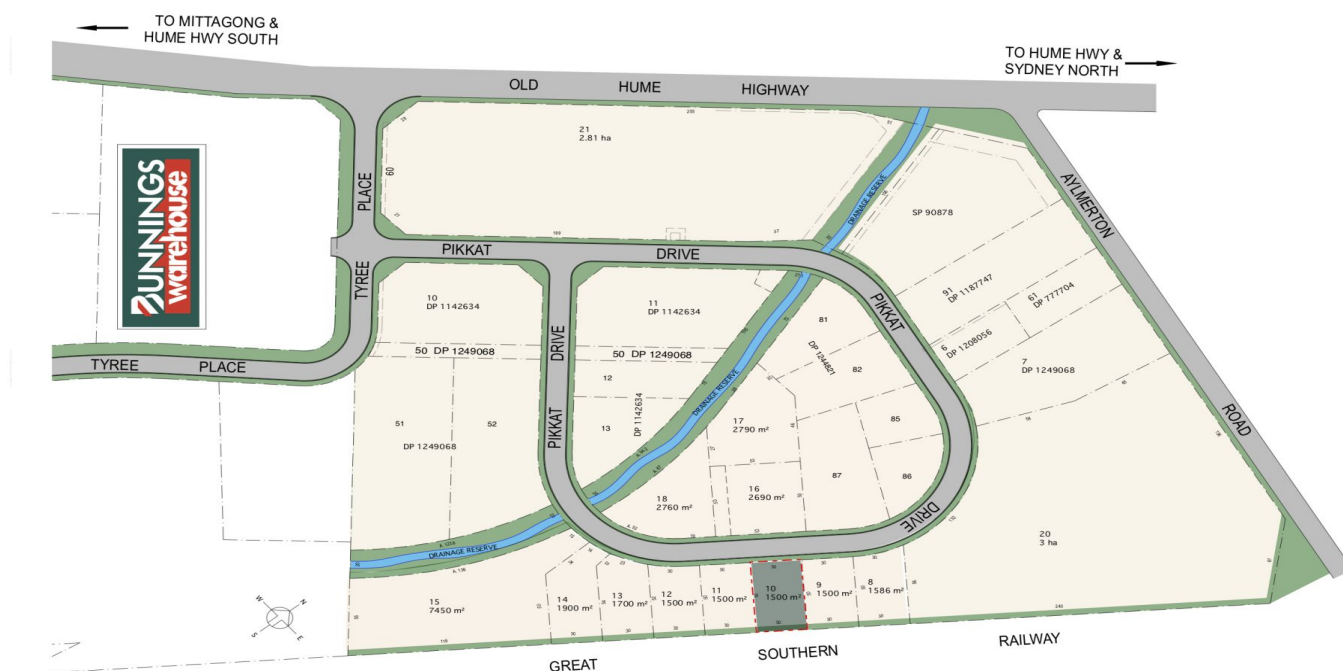 TO MITTAGONG &
HUME HWY SOUTH
TO HUME HWY &
SYDNEY NORTH
OLD HUME HIGHWAY
21
2.81 ha
60
BUNNINGS
warehouse
PLACE
TYREE
PIKKAT DRIVE
DRAINAGE RESERVE
SP 90878
AYLMERTON
ROAD
91
DP 1187747
61
DP 777704
6
DP 1208056
7
DP 1249068
10
DP 1142634
11
DP 1142634
PIKKAT
DRIVE
81
82
DP 1244821
85
86
87
TYREE PLACE
50 DP 1249068
50 DP 1249068
DRIVE
PIKKAT
12
13
DP 1142634
DRAINAGE RESERVE
51
52
DP 1249068
17
2790 m²
16
2690 m²
18
2760 m²
20
3 ha
DRAINAGE RESERVE
15
7450 m²
14
1900 m²
13
1700 m²
12
1500 m²
11
1500 m²
10
1500 m²
9
1500 m²
8
1586 m²
N
W
S
E
GREAT SOUTHERN RAILWAY